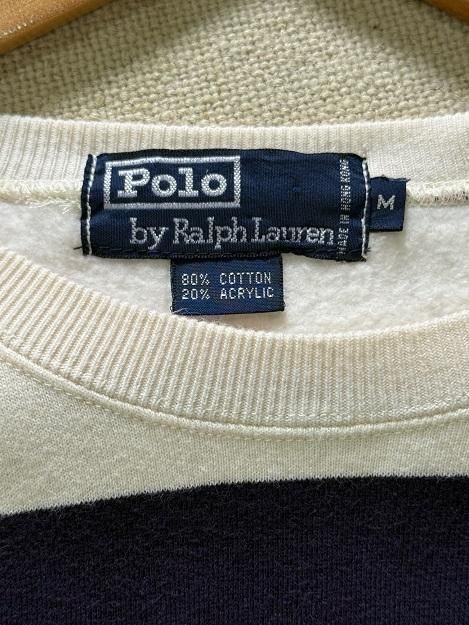 Polo
by Ralph Lauren
MADE IN HONG KONG
M
80% COTTON
20% ACRYLIC